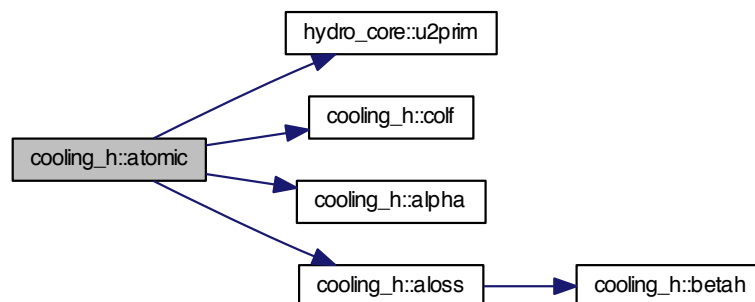 hydro_core::u2prim
cooling_h::colf
cooling_h::atomic
cooling_h::alpha
cooling_h::aloss
cooling_h::betah